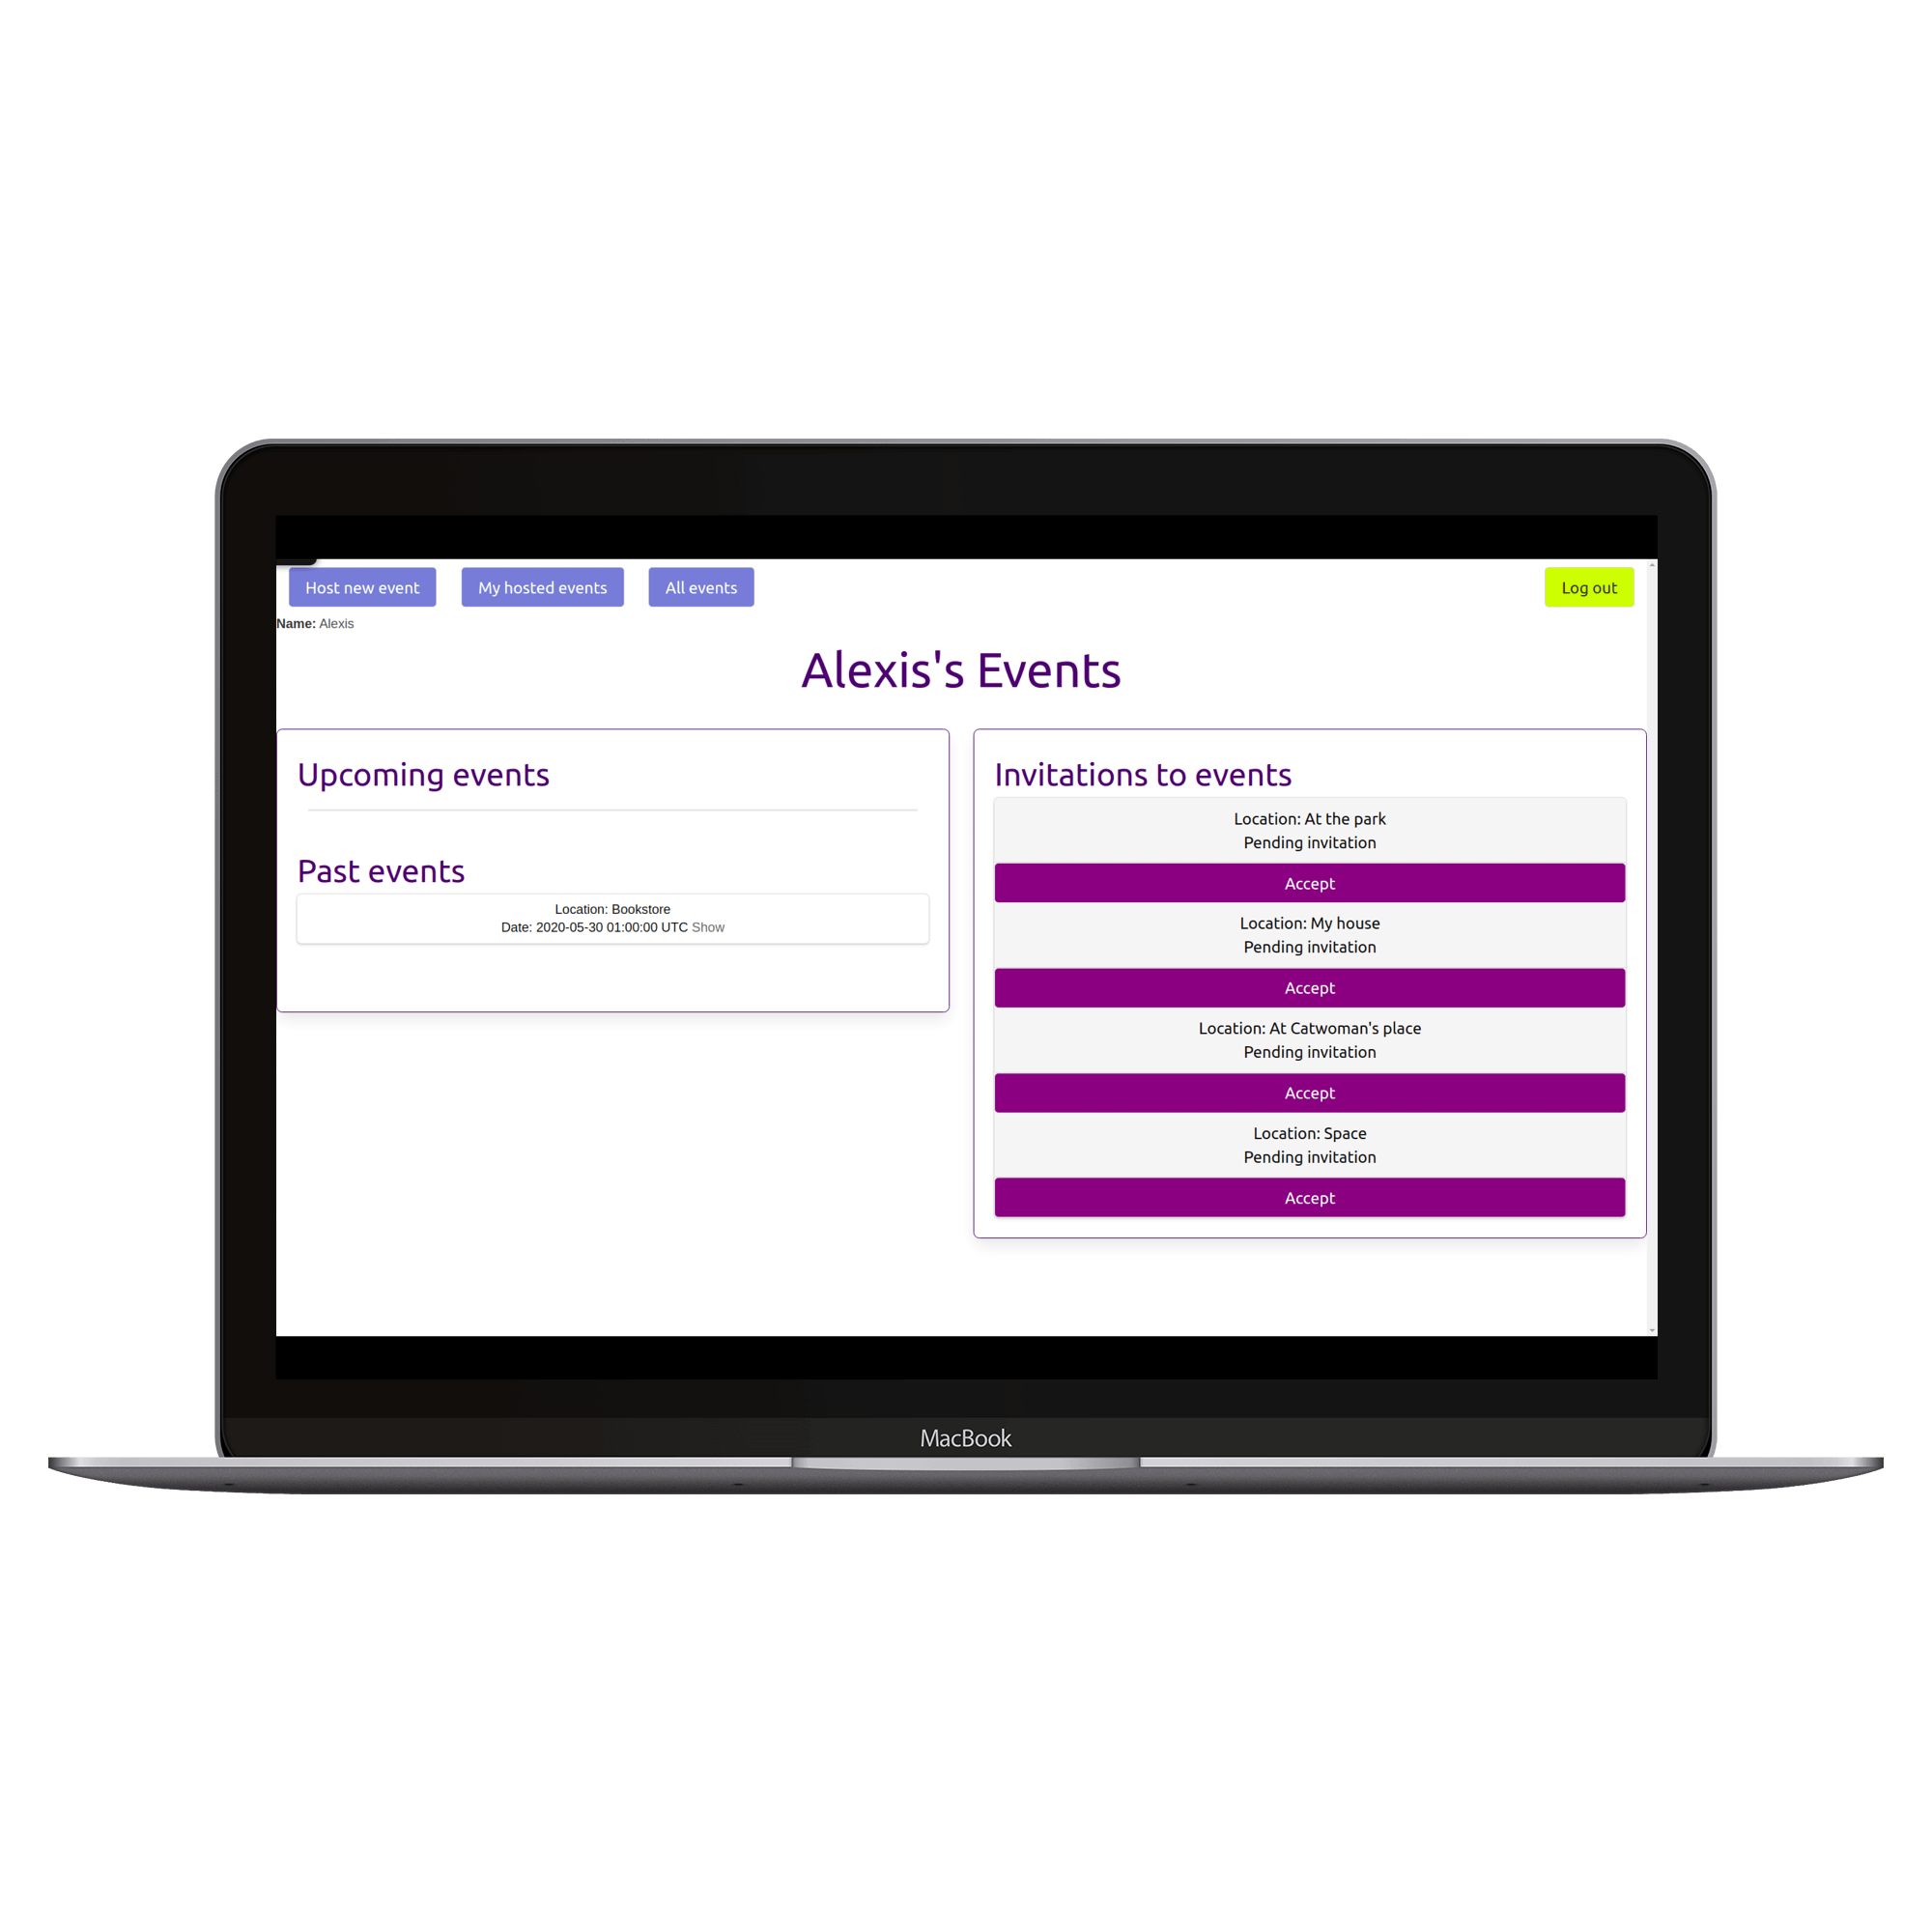 Host new event
My hosted events
All events
Log out
Name: Alexis
Alexis's Events
Upcoming events
Past events
Location: Bookstore
Date: 2020-05-30 01:00:00 UTC Show
Invitations to events
Location: At the park
Pending invitation
Accept
Location: My house
Pending invitation
Accept
Location: At Catwoman's place
Pending invitation
Accept
Location: Space
Pending invitation
Accept
MacBook